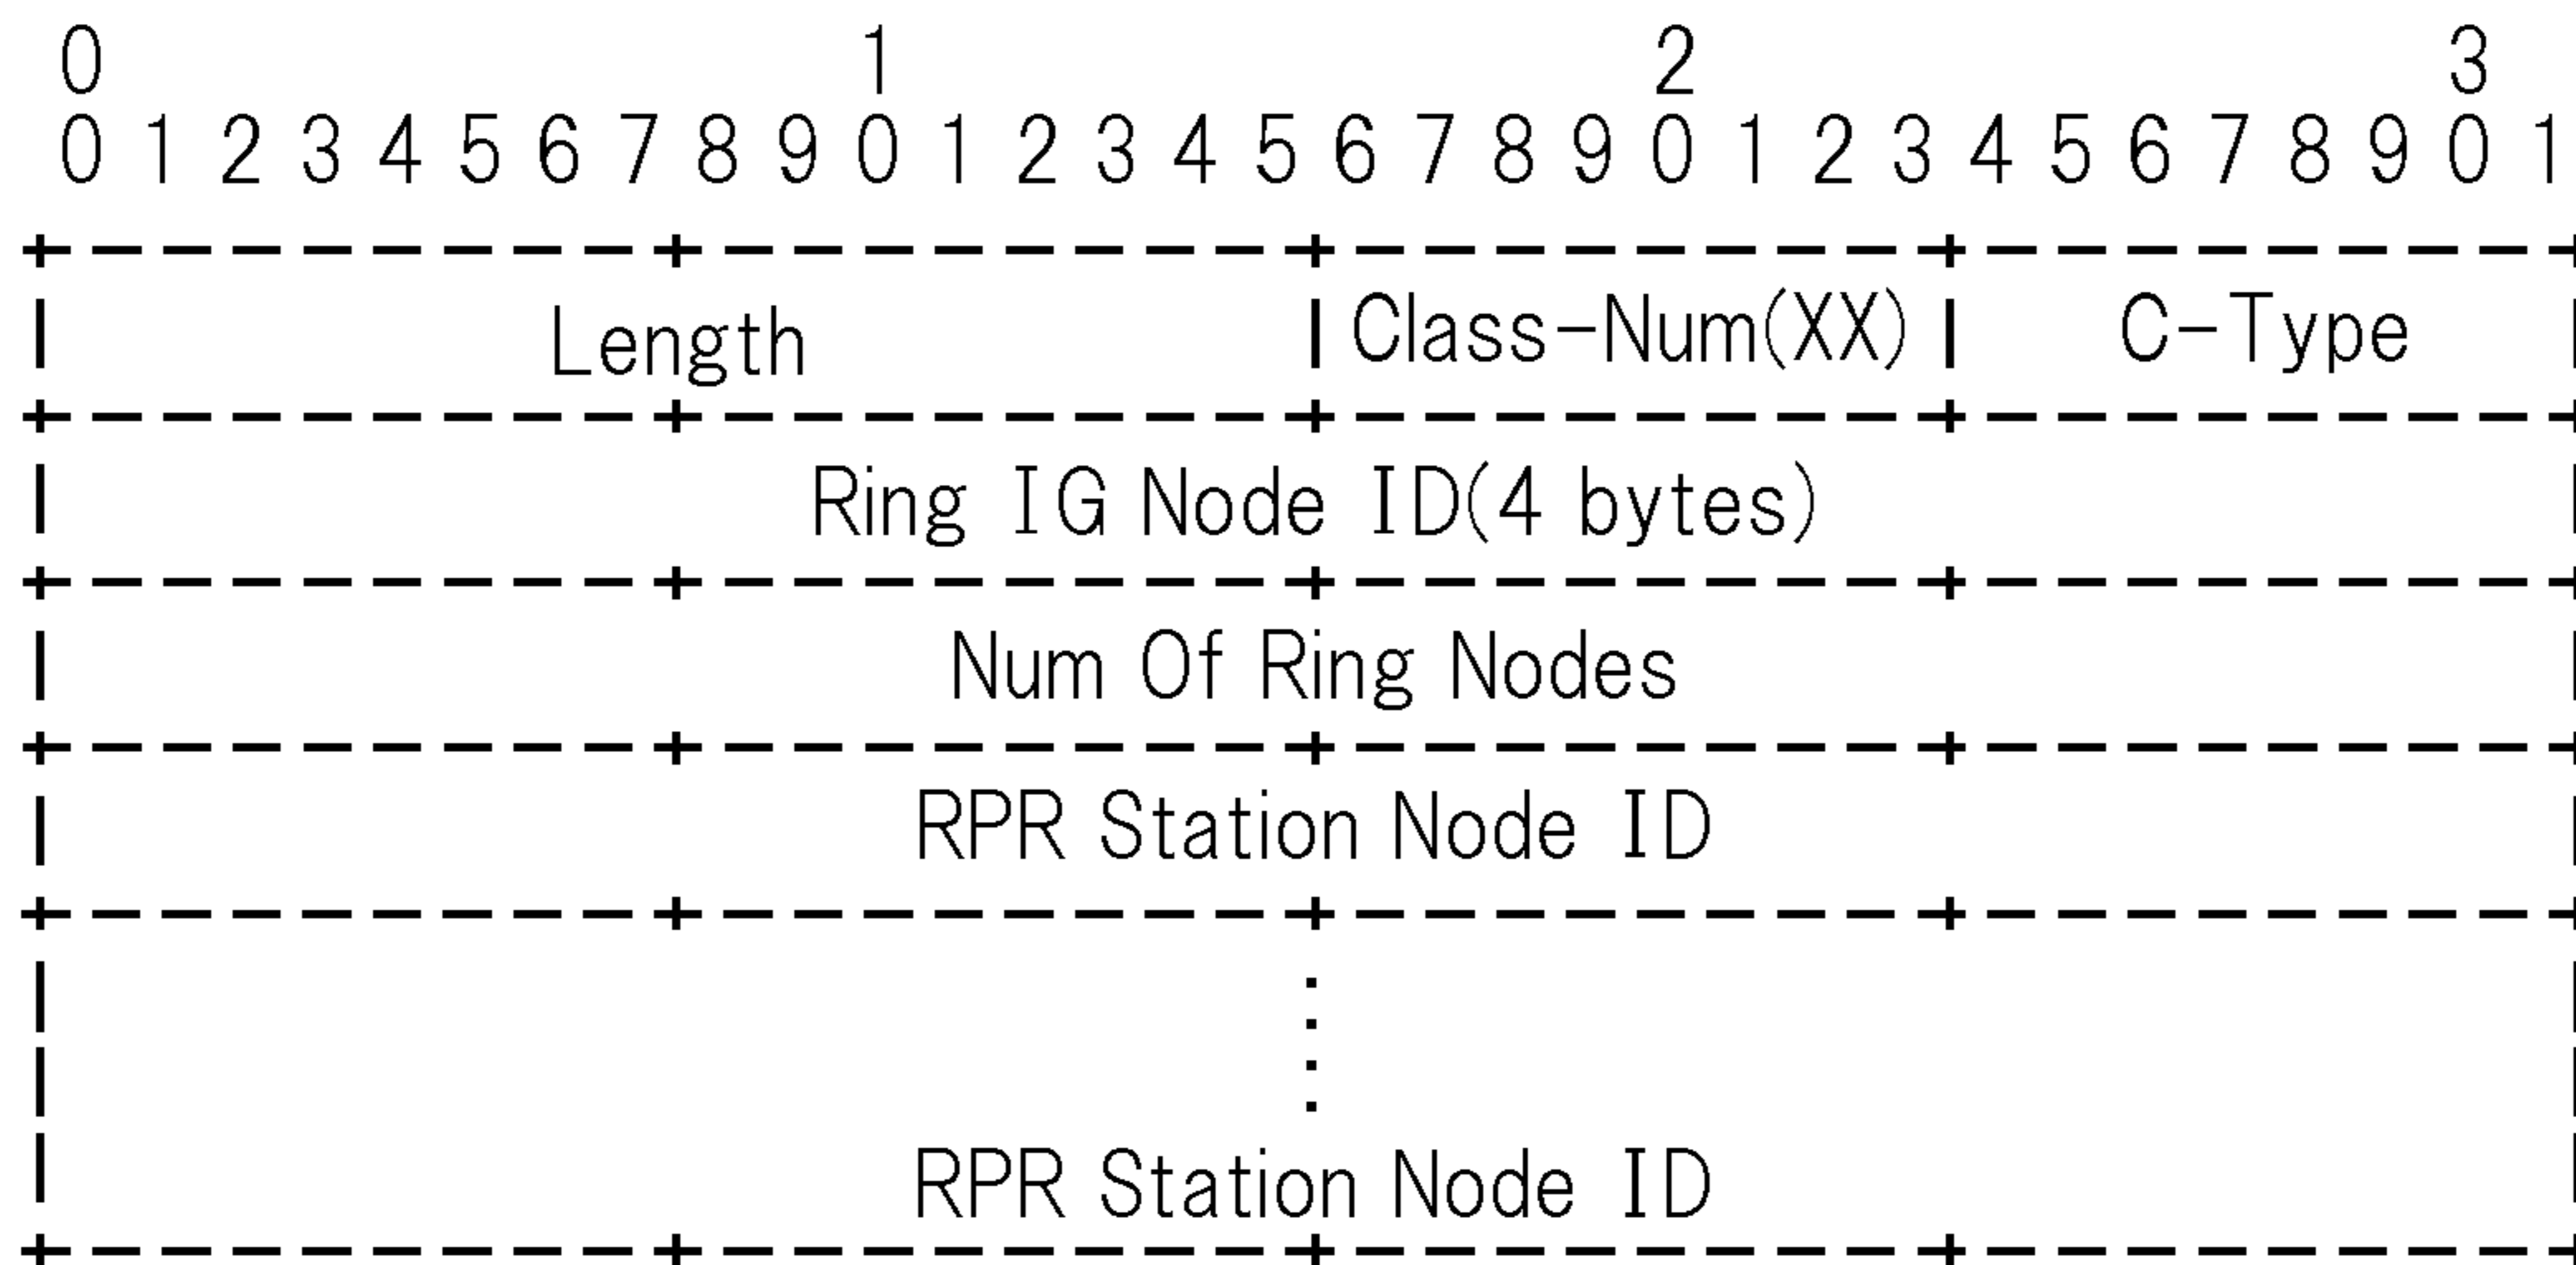 0 1 2 3
0 1 2 3 4 5 6 7 8 9 0 1 2 3 4 5 6 7 8 9 0 1 2 3 4 5 6 7 8 9 0 1
Length Class-Num(XX) C-Type
Ring IG Node ID(4 bytes)
Num Of Ring Nodes
RPR Station Node ID
RPR Station Node ID